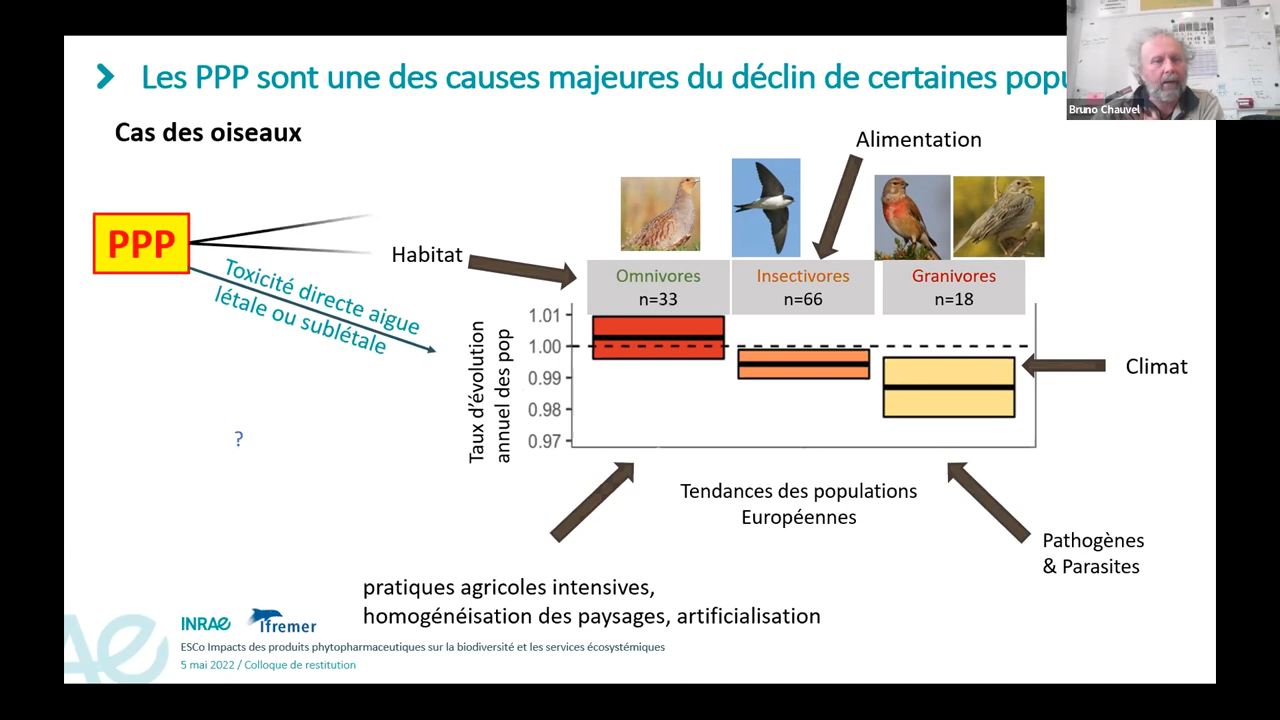 Les PPP sont une des causes majeures du déclin de certaines popu
Bruno Chauvel
Cas des oiseaux
Alimentation
PPP
Habitat
Toxicité directe aigue
létale ou sublétale
Omnivores
n=33
Insectivores
n=66
Granivores
n=18
Taux d'évolution
annuel des pop
1.01
1.00
0.99
0.98
0.97
Climat
?
Tendances des populations
Européennes
Pathogènes
& Parasites
pratiques agricoles intensives,
homogénéisation des paysages, artificialisation
INRAE
Ifremer
ESCo Impacts des produits phytopharmaceutiques sur la biodiversité et les services écosystémiques
5 mai 2022 / Colloque de restitution